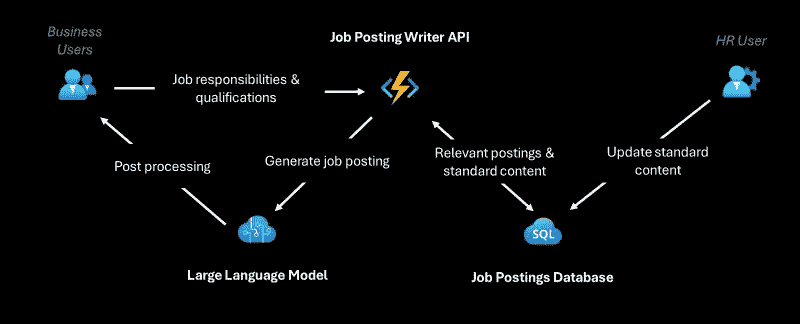 Business
Users
Job Posting Writer API
HR User
Job responsibilities &
qualifications
Post processing
Generate job posting
Relevant postings &
standard content
Update standard
content
SQL
Large Language Model
Job Postings Database